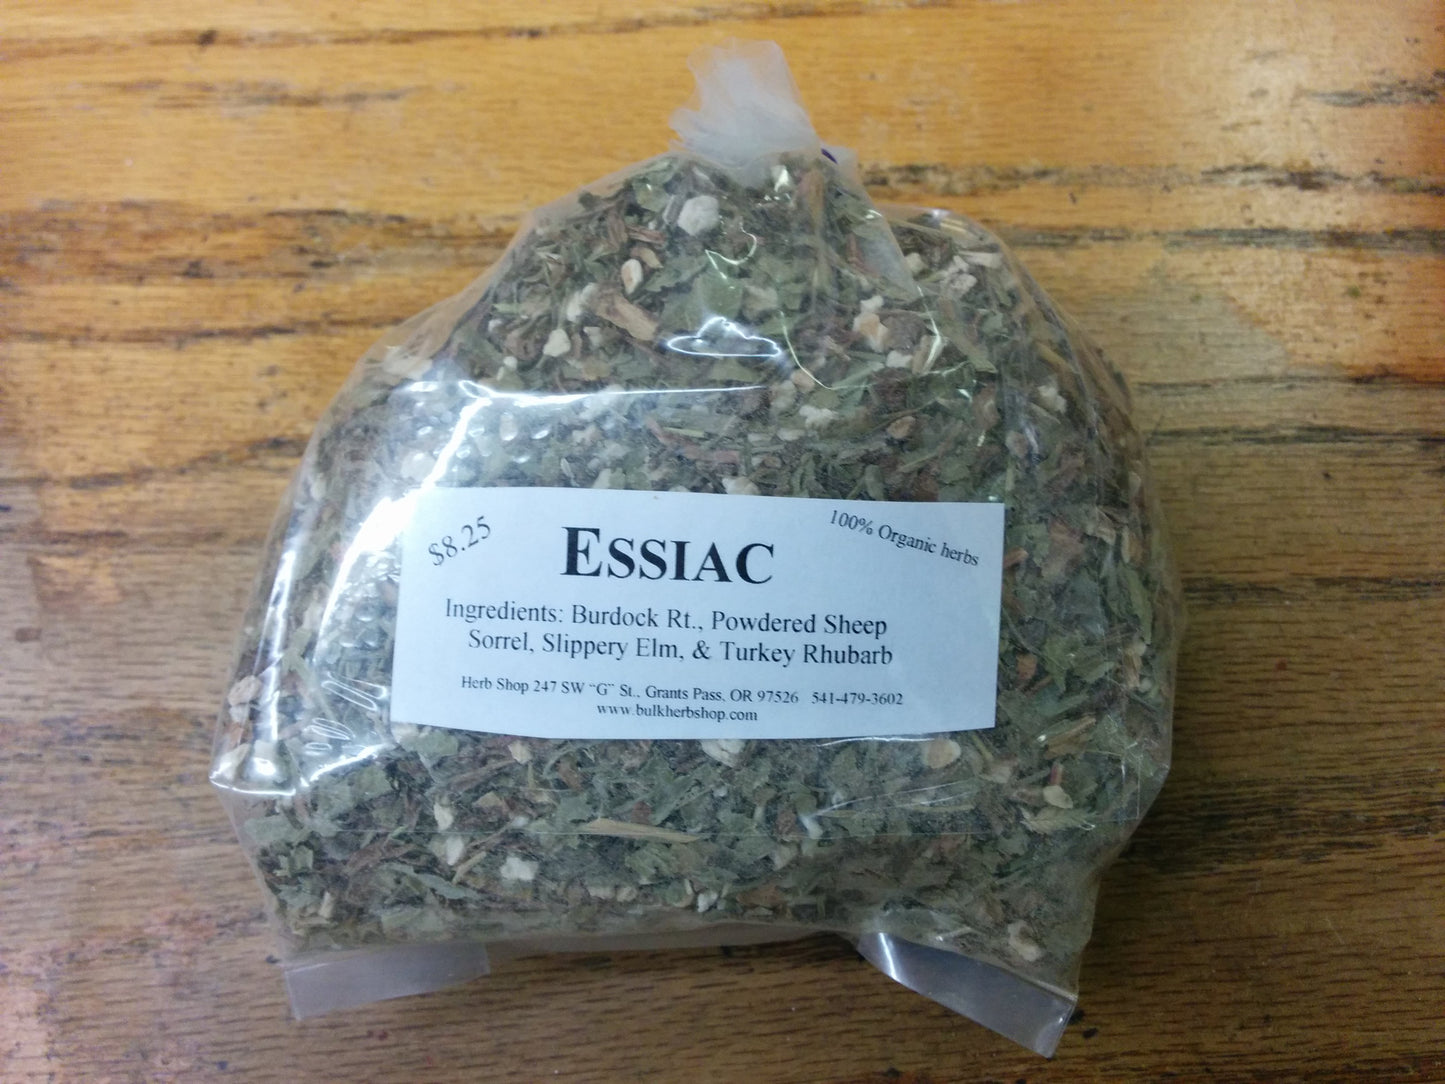 $8.25
100% Organic herbs
ESSIAC
Ingredients: Burdock Rt., Powdered Sheep
Sorrel, Slippery Elm, & Turkey Rhubarb
Herb Shop 247 SW "G" St., Grants Pass, OR 97526 541-479-3602
www.bulkherbshop.com